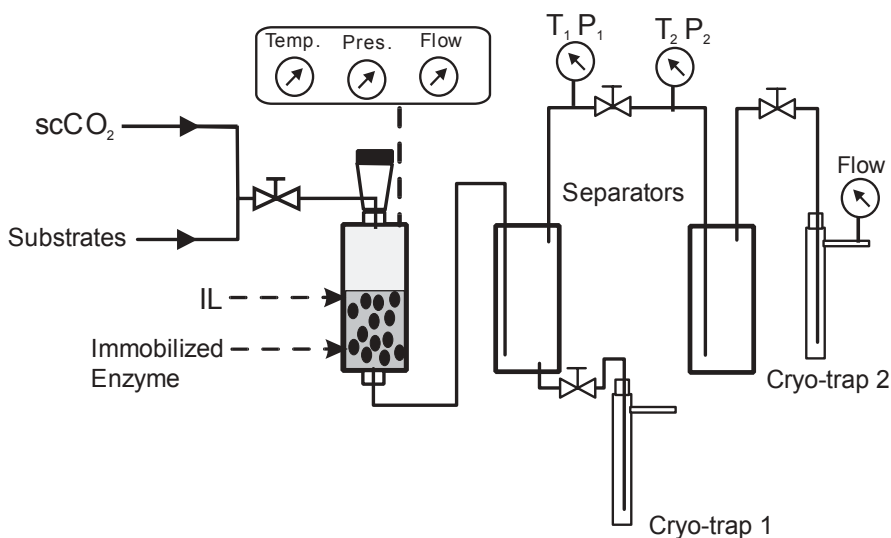 Temp. Pres. Flow
T₁ P₁
T₂ P₂
scCO₂
Separators
Flow
Substrates
IL
Immobilized
Enzyme
Cryo-trap 2
Cryo-trap 1